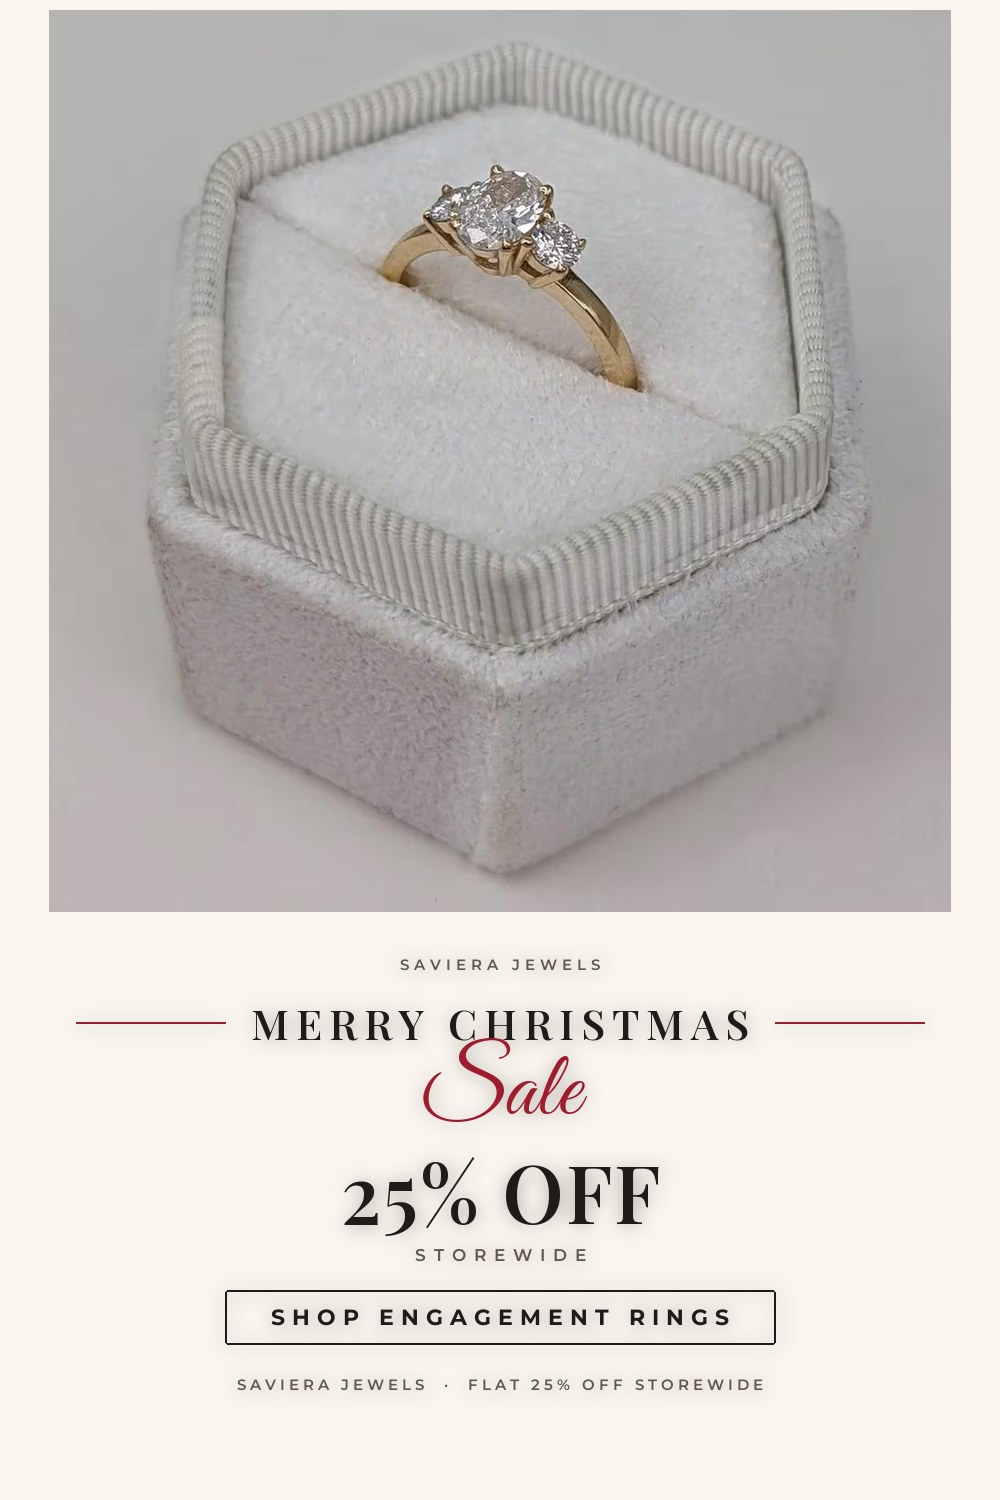 SAVIERA JEWELS
MERRY CHRISTMAS
Sale
25% OFF
STOREWIDE
SHOP ENGAGEMENT RINGS
SAVIERA JEWELS · FLAT 25% OFF STOREWIDE